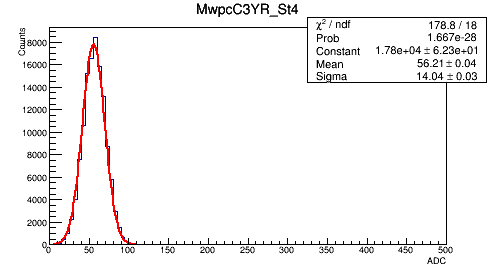 MwpcC3YR_St4
χ² / ndf 178.8 / 18
Prob 1.667e-28
Constant 1.78e+04 ± 6.23e+01
Mean 56.21 ± 0.04
Sigma 14.04 ± 0.03
Counts
18000
16000
14000
12000
10000
8000
6000
4000
2000
0
0 50 100 150 200 250 300 350 400 450 500
ADC